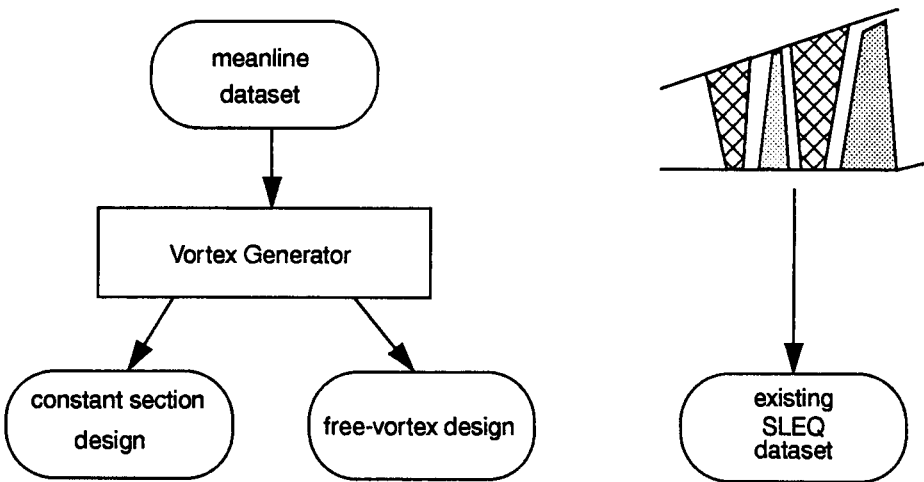 meanline
dataset
Vortex Generator
constant section
design
free-vortex design
existing
SLEQ
dataset